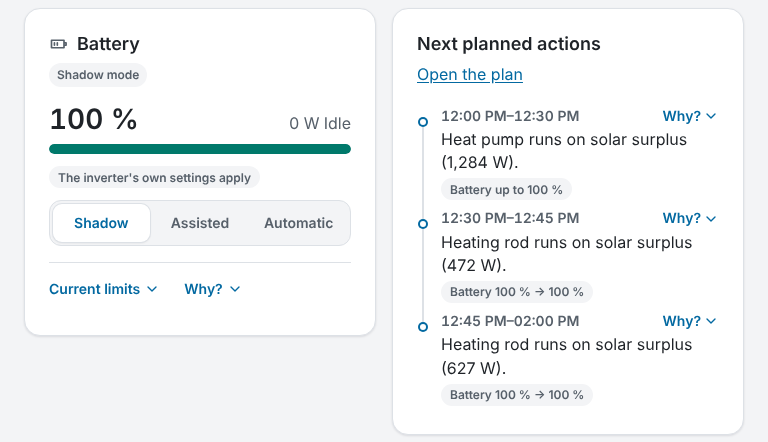 Battery
Shadow mode
100 %
0 W Idle
The inverter's own settings apply
Shadow
Assisted
Automatic
Current limits
Why?
Next planned actions
Open the plan
12:00 PM–12:30 PM
Why?
Heat pump runs on solar surplus
(1,284 W).
Battery up to 100 %
12:30 PM–12:45 PM
Why?
Heating rod runs on solar surplus
(472 W).
Battery 100 % → 100 %
12:45 PM–02:00 PM
Why?
Heating rod runs on solar surplus
(627 W).
Battery 100 % → 100 %